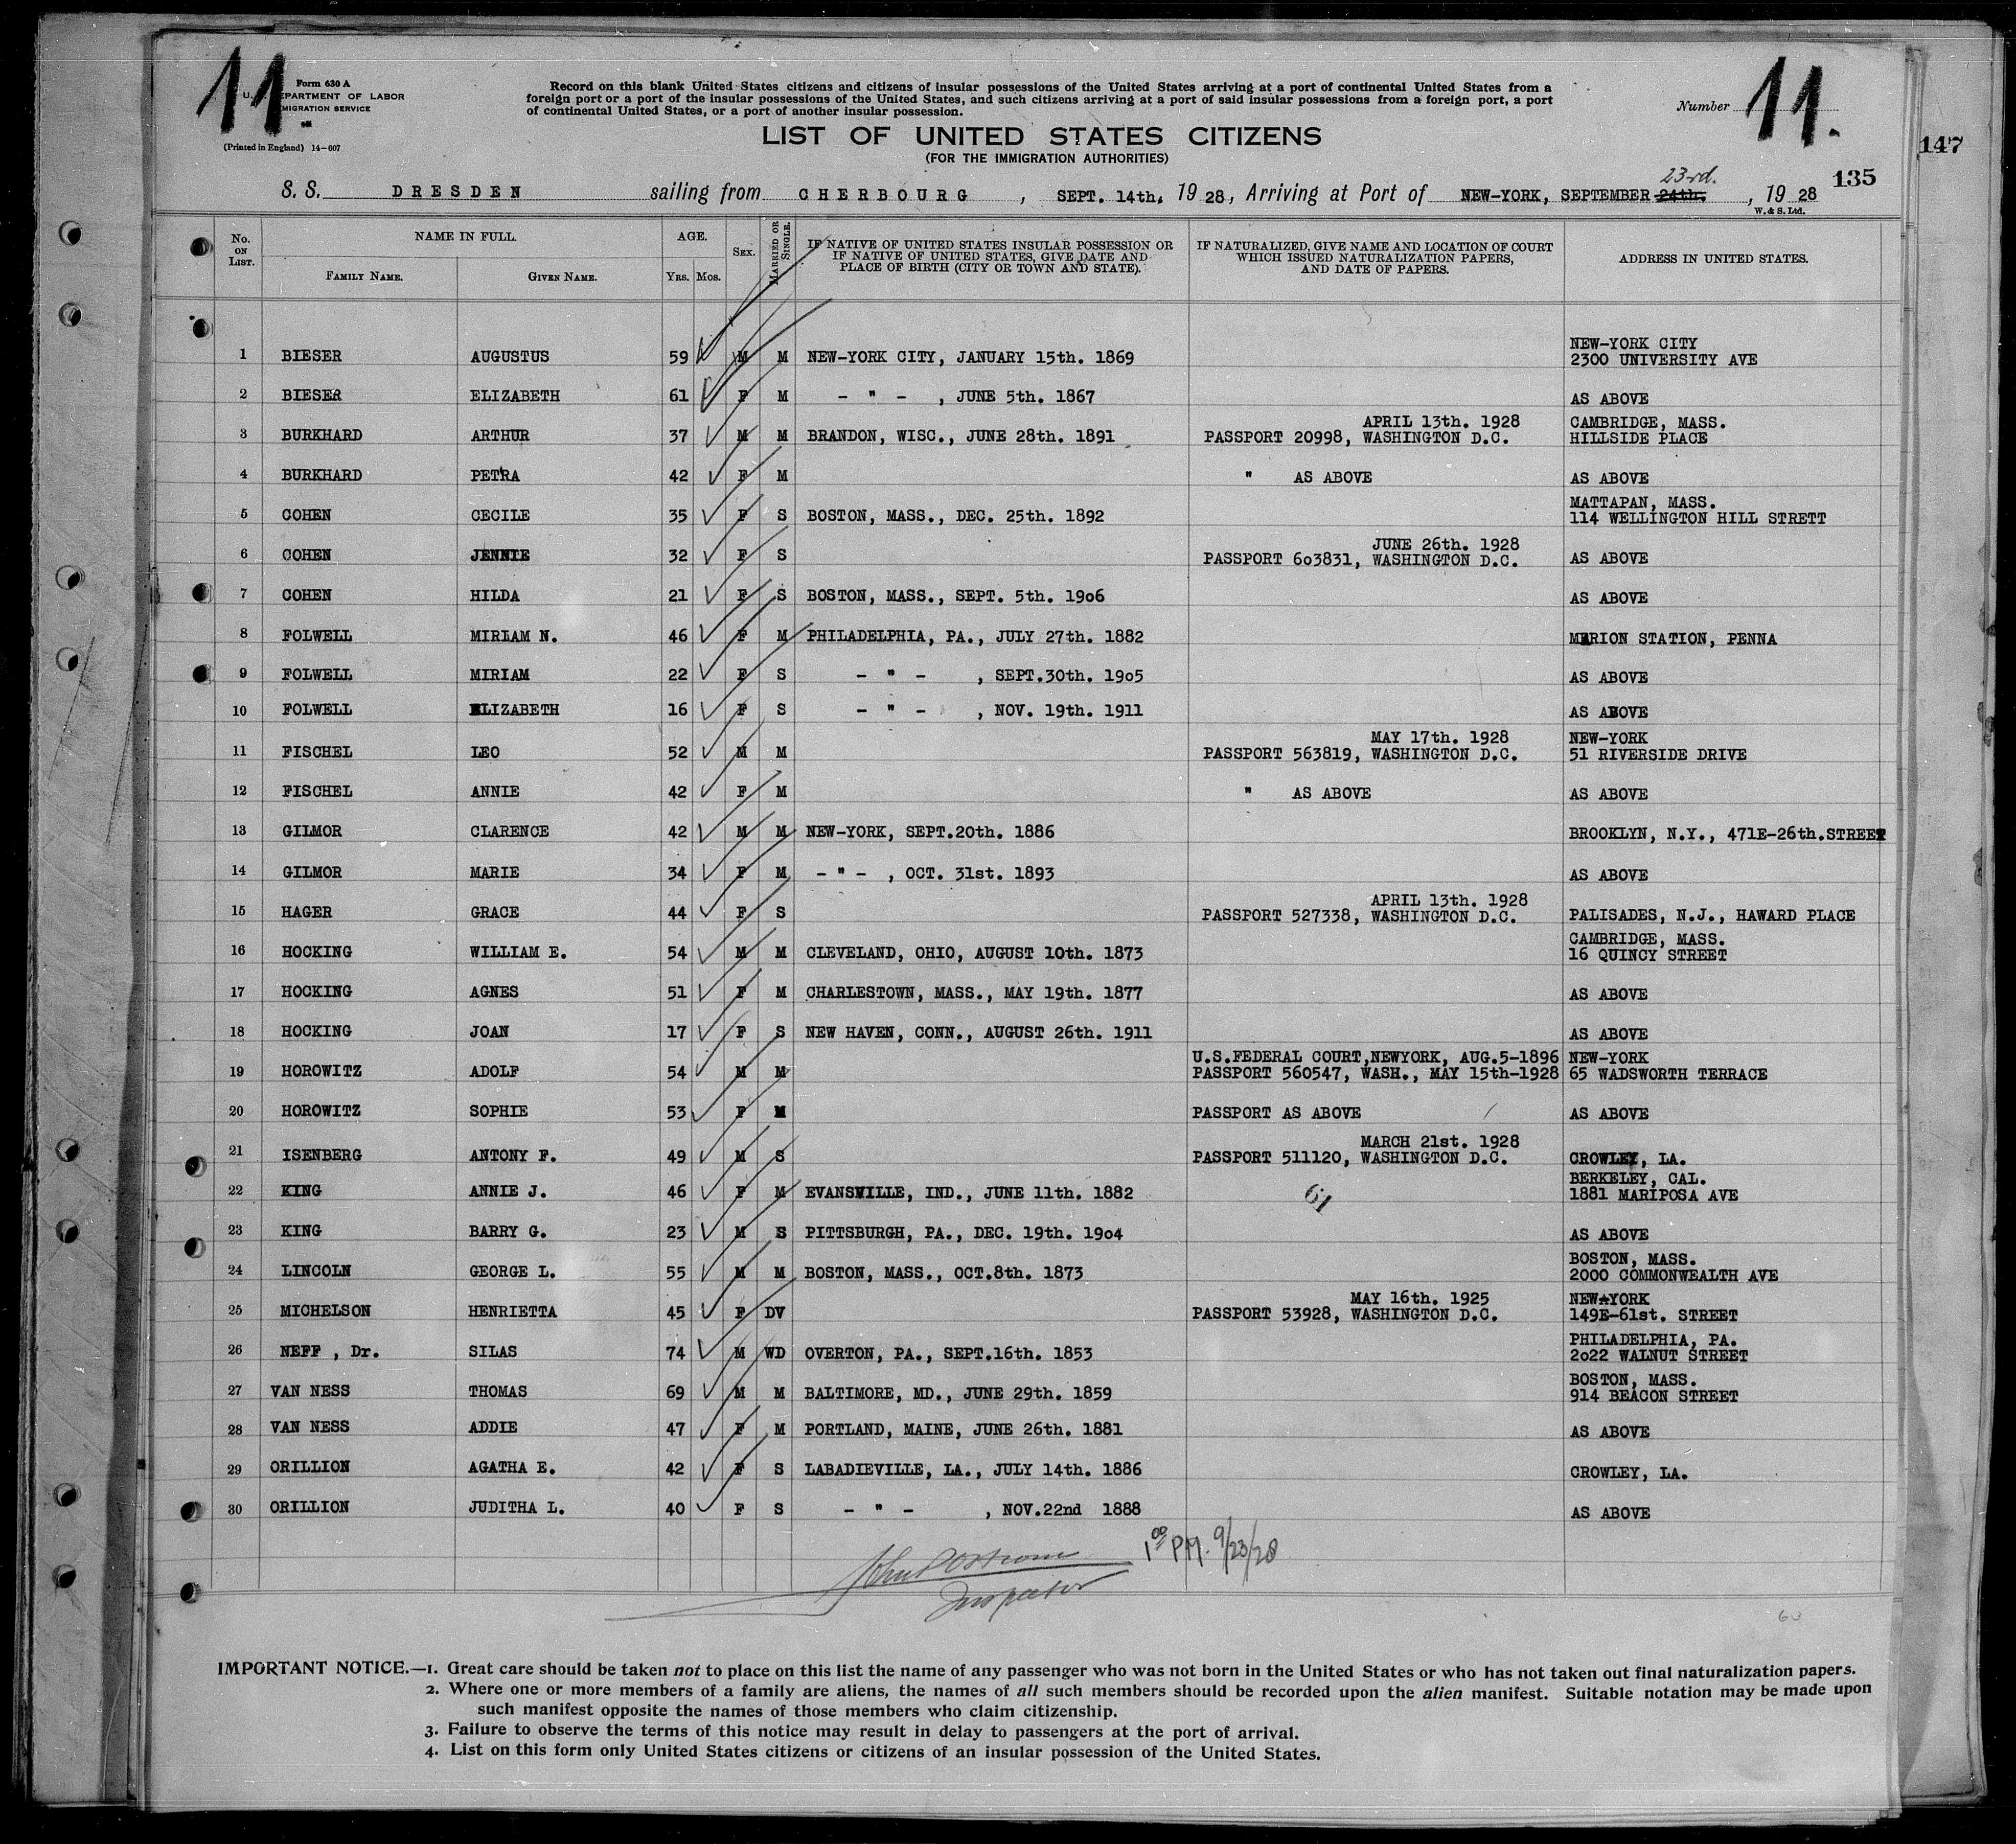 11.
Form 630 A
U. S. DEPARTMENT OF LABOR
IMMIGRATION SERVICE
(Printed in England) 14—607
Record on this blank United States citizens and citizens of insular possessions of the United States arriving at a port of continental United States from a
foreign port or a port of the insular possessions of the United States, and such citizens arriving at a port of said insular possessions from a foreign port, a port
of continental United States, or a port of another insular possession.
Number 11.
LIST OF UNITED STATES CITIZENS
(FOR THE IMMIGRATION AUTHORITIES)
147
135
23rd.
S. S. DRESDEN sailing from CHERBOURG , SEPT. 14th. 19 28, Arriving at Port of NEW-YORK, SEPTEMBER 24th. , 19 28
W. & S. Ltd.
No. ON LIST. NAME IN FULL. FAMILY NAME. GIVEN NAME. AGE. YRS. MOS. SEX. MARRIED OR SINGLE. IF NATIVE OF UNITED STATES INSULAR POSSESSION OR IF NATIVE OF UNITED STATES, GIVE DATE AND PLACE OF BIRTH (CITY OR TOWN AND STATE). IF NATURALIZED, GIVE NAME AND LOCATION OF COURT WHICH ISSUED NATURALIZATION PAPERS, AND DATE OF PAPERS. ADDRESS IN UNITED STATES.
NEW-YORK CITY
1 BIESER AUGUSTUS 59 M M NEW-YORK CITY, JANUARY 15th. 1869 2300 UNIVERSITY AVE
2 BIESER ELIZABETH 61 F M - " - , JUNE 5th. 1867 AS ABOVE
APRIL 13th. 1928 CAMBRIDGE, MASS.
3 BURKHARD ARTHUR 37 M M BRANDON, WISC., JUNE 28th. 1891 PASSPORT 20998, WASHINGTON D.C. HILLSIDE PLACE
4 BURKHARD PETRA 42 F M " AS ABOVE AS ABOVE
MATTAPAN, MASS.
5 COHEN CECILE 35 F S BOSTON, MASS., DEC. 25th. 1892 114 WELLINGTON HILL STRETT
JUNE 26th. 1928
6 COHEN JENNIE 32 F S PASSPORT 603831, WASHINGTON D.C. AS ABOVE
7 COHEN HILDA 21 F S BOSTON, MASS., SEPT. 5th. 1906 AS ABOVE
8 FOLWELL MIRIAM N. 46 F M PHILADELPHIA, PA., JULY 27th. 1882 MERION STATION, PENNA
9 FOLWELL MIRIAM 22 F S - " - , SEPT.30th. 1905 AS ABOVE
10 FOLWELL ELIZABETH 16 F S - " - , NOV. 19th. 1911 AS ABOVE
MAY 17th. 1928 NEW-YORK
11 FISCHEL LEO 52 M M PASSPORT 563819, WASHINGTON D.C. 51 RIVERSIDE DRIVE
12 FISCHEL ANNIE 42 F M " AS ABOVE AS ABOVE
13 GILMOR CLARENCE 42 M M NEW-YORK, SEPT.20th. 1886 BROOKLYN, N.Y., 471E-26th.STREET
14 GILMOR MARIE 34 F M - " - , OCT. 31st. 1893 AS ABOVE
APRIL 13th. 1928
15 HAGER GRACE 44 F S PASSPORT 527338, WASHINGTON D.C. PALISADES, N.J., HAWARD PLACE
CAMBRIDGE, MASS.
16 HOCKING WILLIAM E. 54 M M CLEVELAND, OHIO, AUGUST 10th. 1873 16 QUINCY STREET
17 HOCKING AGNES 51 F M CHARLESTOWN, MASS., MAY 19th. 1877 AS ABOVE
18 HOCKING JOAN 17 F S NEW HAVEN, CONN., AUGUST 26th. 1911 AS ABOVE
U.S.FEDERAL COURT,NEWYORK, AUG.5-1896 NEW-YORK
19 HOROWITZ ADOLF 54 M M PASSPORT 560547, WASH., MAY 15th-1928 65 WADSWORTH TERRACE
20 HOROWITZ SOPHIE 53 F M PASSPORT AS ABOVE AS ABOVE
MARCH 21st. 1928
21 ISENBERG ANTONY F. 49 M S PASSPORT 511120, WASHINGTON D.C. CROWLEY, LA.
BERKELEY, CAL.
22 KING ANNIE J. 46 F M EVANSVILLE, IND., JUNE 11th. 1882 61 1881 MARIPOSA AVE
23 KING BARRY G. 23 M S PITTSBURGH, PA., DEC. 19th. 1904 AS ABOVE
BOSTON, MASS.
24 LINCOLN GEORGE L. 55 M M BOSTON, MASS., OCT.8th. 1873 2000 COMMONWEALTH AVE
MAY 16th. 1925 NEW-YORK
25 MICHELSON HENRIETTA 45 F DV PASSPORT 53928, WASHINGTON D.C. 149E-61st. STREET
PHILADELPHIA, PA.
26 NEFF , Dr. SILAS 74 M WD OVERTON, PA., SEPT.16th. 1853 2022 WALNUT STREET
BOSTON, MASS.
27 VAN NESS THOMAS 69 M M BALTIMORE, MD., JUNE 29th. 1859 914 BEACON STREET
28 VAN NESS ADDIE 47 F M PORTLAND, MAINE, JUNE 26th. 1881 AS ABOVE
29 ORILLION AGATHA E. 42 F S LABADIEVILLE, LA., JULY 14th. 1886 CROWLEY, LA.
30 ORILLION JUDITHA L. 40 F S - " - , NOV.22nd 1888 AS ABOVE
1 00 P.M. 9/23/28
John
Inspector
IMPORTANT NOTICE.—1. Great care should be taken not to place on this list the name of any passenger who was not born in the United States or who has not taken out final naturalization papers.
2. Where one or more members of a family are aliens, the names of all such members should be recorded upon the alien manifest. Suitable notation may be made upon
such manifest opposite the names of those members who claim citizenship.
3. Failure to observe the terms of this notice may result in delay to passengers at the port of arrival.
4. List on this form only United States citizens or citizens of an insular possession of the United States.